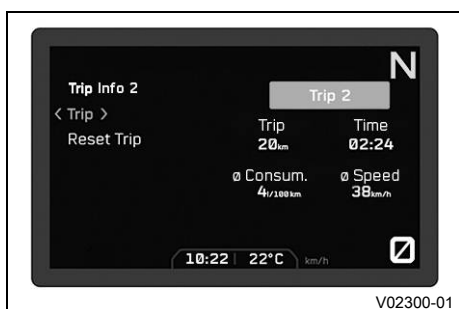 N
Trip Info 2
Trip 2
< Trip >
Reset Trip
Trip Time
20km 02:24
ø Consum. ø Speed
4l/100km 38km/h
10:22 22°C km/h
0
V02300-01